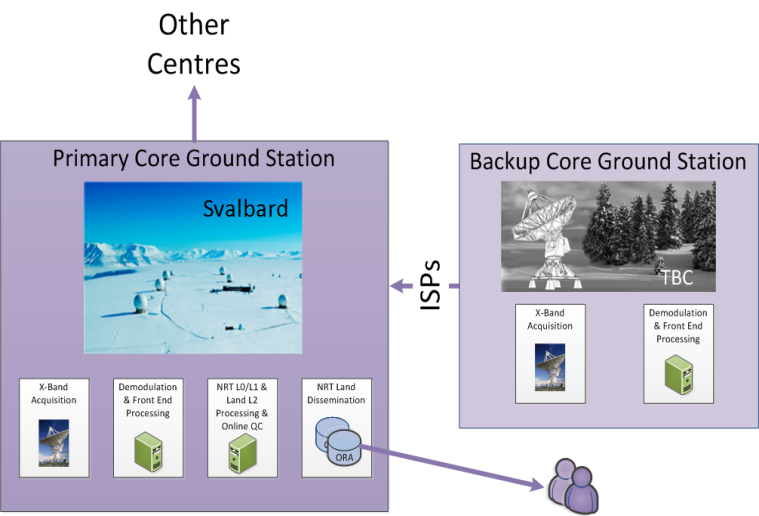 Other
Centres
Primary Core Ground Station
Svalbard
X-Band
Acquisition
Demodulation
& Front End
Processing
NRT L0/L1 &
Land L2
Processing &
Online QC
NRT Land
Dissemination
ORA
ISPs
Backup Core Ground Station
TBC
X-Band
Acquisition
Demodulation
& Front End
Processing